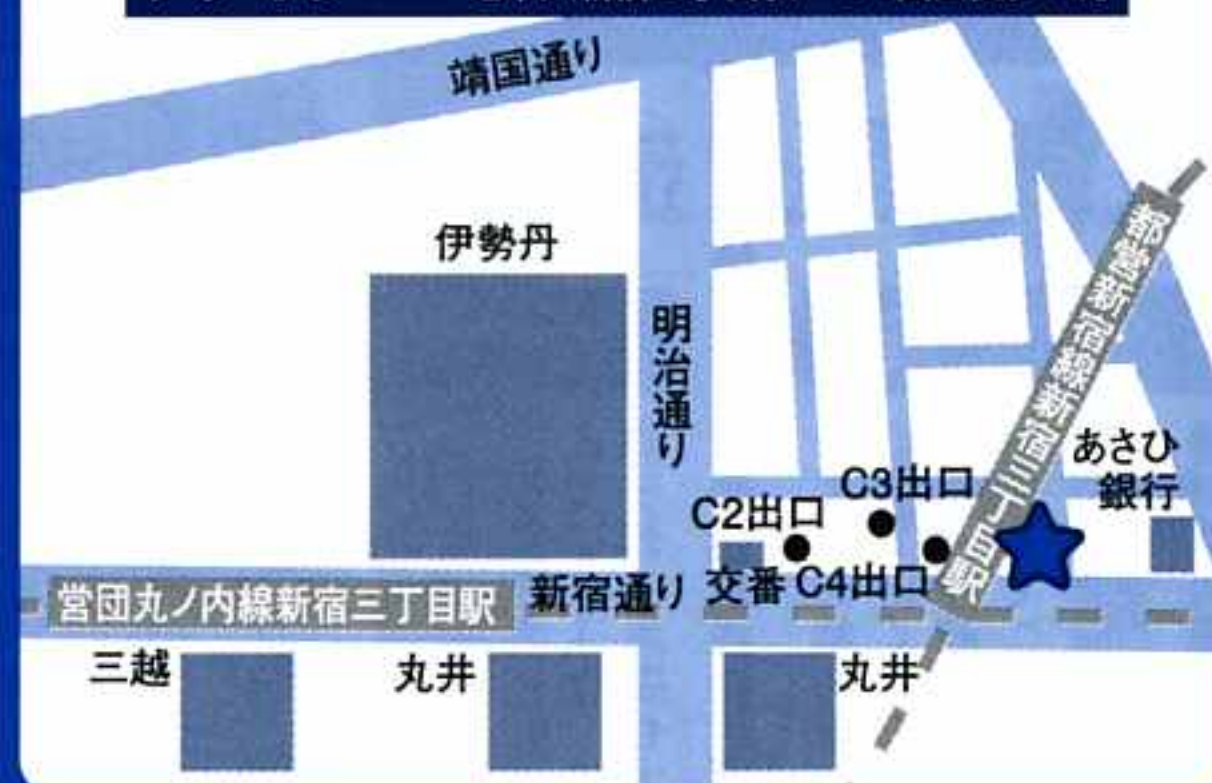 靖国通り
伊勢丹
明治通り
都営新宿線新宿三丁目駅
あさひ
銀行
C3出口
C2出口
新宿通り
交番
C4出口
営団丸ノ内線新宿三丁目駅
三越
丸井
丸井